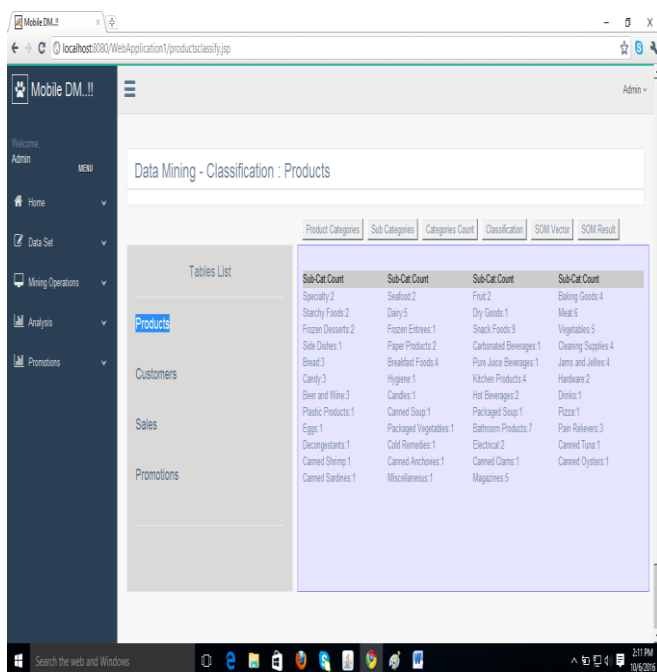 Mobile DM..!!
localhost:8080/WebApplication1/productsclassify.jsp
Mobile DM..!!
Admin
Welcome,
Admin
MENU
Home
Data Set
Mining Operations
Analysis
Promotions
Data Mining - Classification : Products
Product Categories Sub Categories Categories Count Classification SOM Vector SOM Result
Tables List
Products
Customers
Sales
Promotions
Sub-Cat:Count Sub-Cat:Count Sub-Cat:Count Sub-Cat:Count
Specialty:2 Seafood:2 Fruit:2 Baking Goods:4
Starchy Foods:2 Dairy:5 Dry Goods:1 Meat:6
Frozen Desserts:2 Frozen Entrees:1 Snack Foods:9 Vegetables:5
Side Dishes:1 Paper Products:2 Carbonated Beverages:1 Cleaning Supplies:4
Bread:3 Breakfast Foods:4 Pure Juice Beverages:1 Jams and Jellies:4
Candy:3 Hygiene:1 Kitchen Products:4 Hardware:2
Beer and Wine:3 Candles:1 Hot Beverages:2 Drinks:1
Plastic Products:1 Canned Soup:1 Packaged Soup:1 Pizza:1
Eggs:1 Packaged Vegetables:1 Bathroom Products:7 Pain Relievers:3
Decongestants:1 Cold Remedies:1 Electrical:2 Canned Tuna:1
Canned Shrimp:1 Canned Anchovies:1 Canned Clams:1 Canned Oysters:1
Canned Sardines:1 Miscellaneous:1 Magazines:5
Search the web and Windows
2:11 PM
10/6/2016